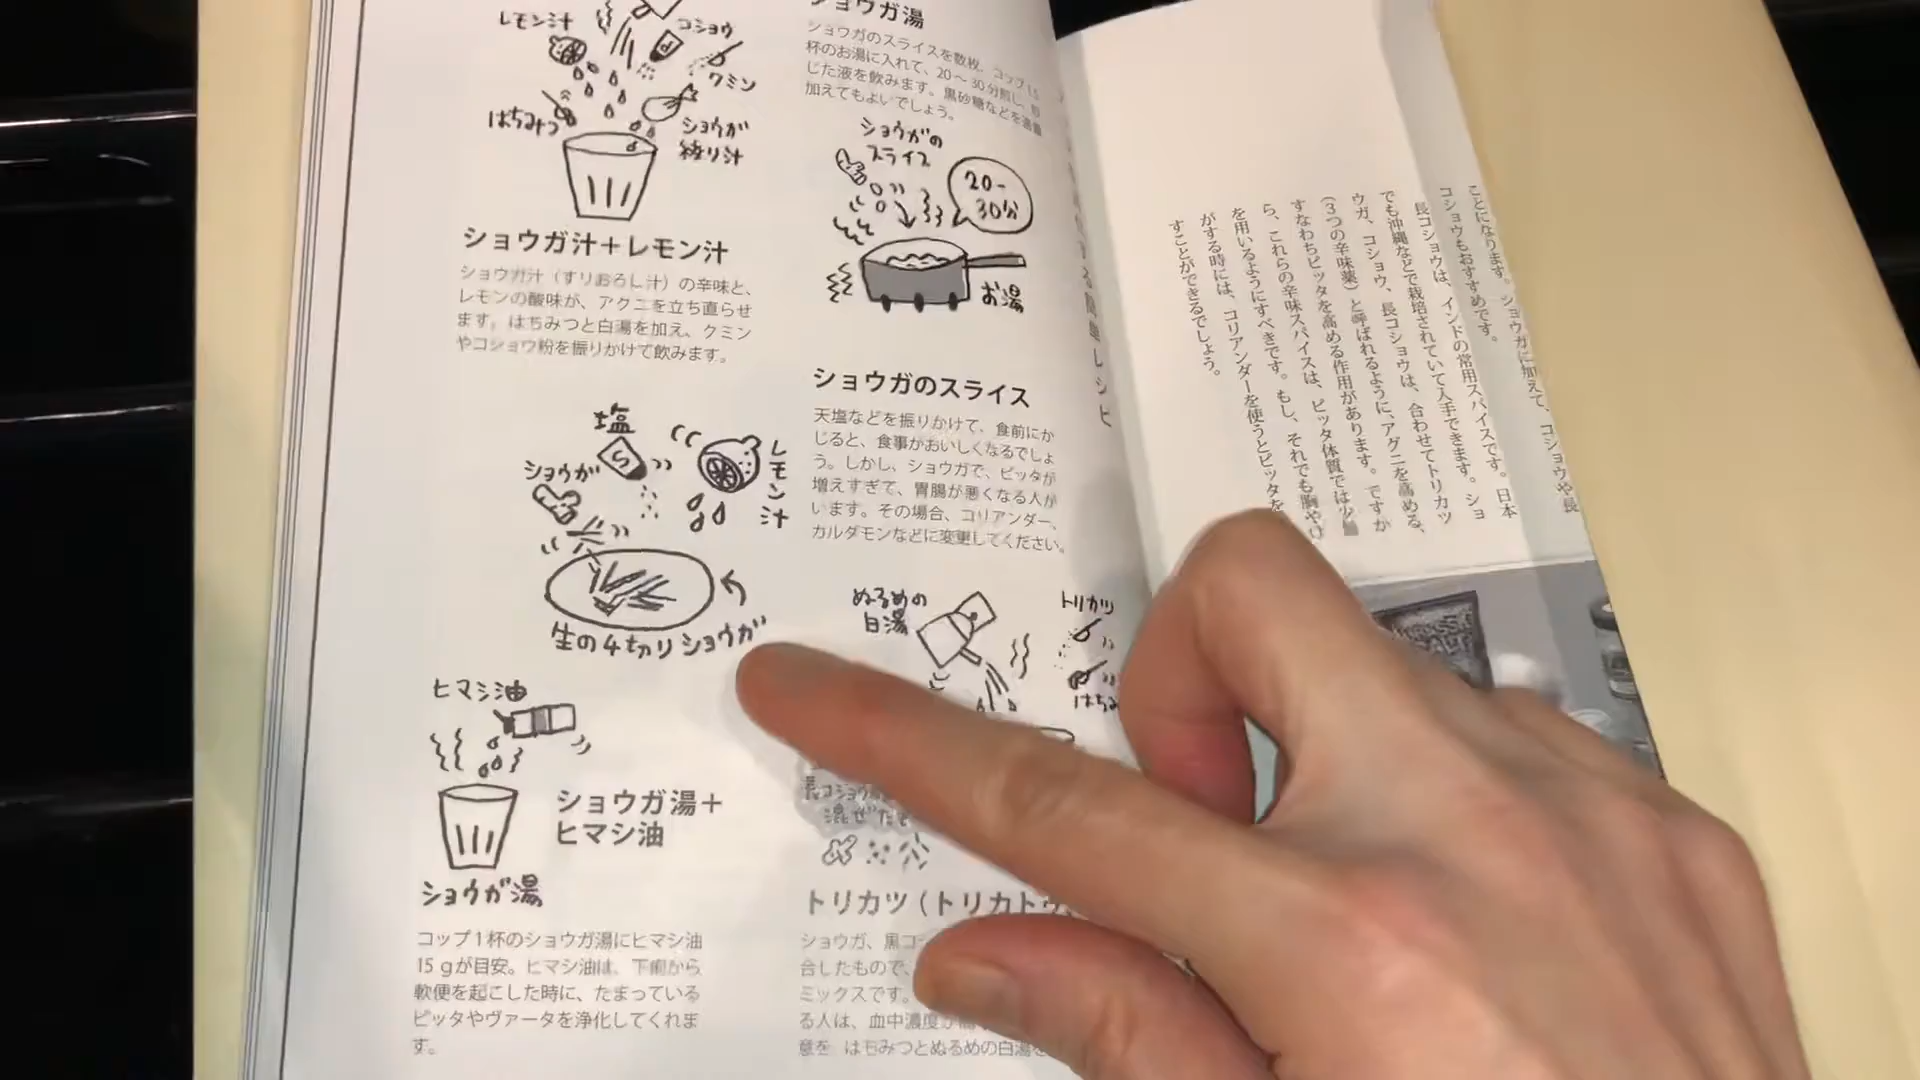 レモン汁
コショウ
クミン
はちみつ
ショウガ
絞り汁
ショウガ汁＋レモン汁
ショウガ汁（すりおろし汁）の辛味と、
レモンの酸味が、アグニを立ち直らせ
ます。はちみつと白湯を加え、クミン
やコショウ粉を振りかけて飲みます。
塩
ショウガ
レモン汁
生の千切りショウガ
ヒマシ油
ショウガ湯＋
ヒマシ油
ショウガ湯
コップ1杯のショウガ湯にヒマシ油
15gが目安。ヒマシ油は、下痢から
軟便を起こした時に、たまっている
ピッタやヴァータを浄化してくれま
す。
ショウガ湯
ショウガのスライスを数枚、コップ1.5
杯のお湯に入れて、20～30分煎じ、煎
じた液を飲みます。黒砂糖などを適量
加えてもよいでしょう。
ショウガの
スライス
20-
30分
お湯
ショウガのスライス
天塩などを振りかけて、食前にか
じると、食事がおいしくなるでしょ
う。しかし、ショウガで、ピッタが
増えすぎて、胃腸が悪くなる人が
います。その場合、コリアンダー、
カルダモンなどに変更してください。
ぬるめの
白湯
トリカツ
はちみ
長コショウ
混ぜた
トリカツ（トリカトゥ
ショウガ、黒コ
合したもので、
ミックスです。
る人は、血中濃度が
意を はちみつとぬるめの白湯を
る簡単レシピ
ことになります。ショウガに加えて、コショウや長
コショウもおすすめです。
長コショウは、インドの常用スパイスです。日本
でも沖縄などで栽培されていて入手できます。ショ
ウガ、コショウ、長コショウは、合わせてトリカツ
（3つの辛味薬）と呼ばれるように、アグニを高める、
すなわちピッタを高める作用があります。ですか
ら、これらの辛味スパイスは、ピッタ体質では少
を用いるようにすべきです。もし、それでも胸やけ
がする時には、コリアンダーを使うとピッタを
すことができるでしょう。